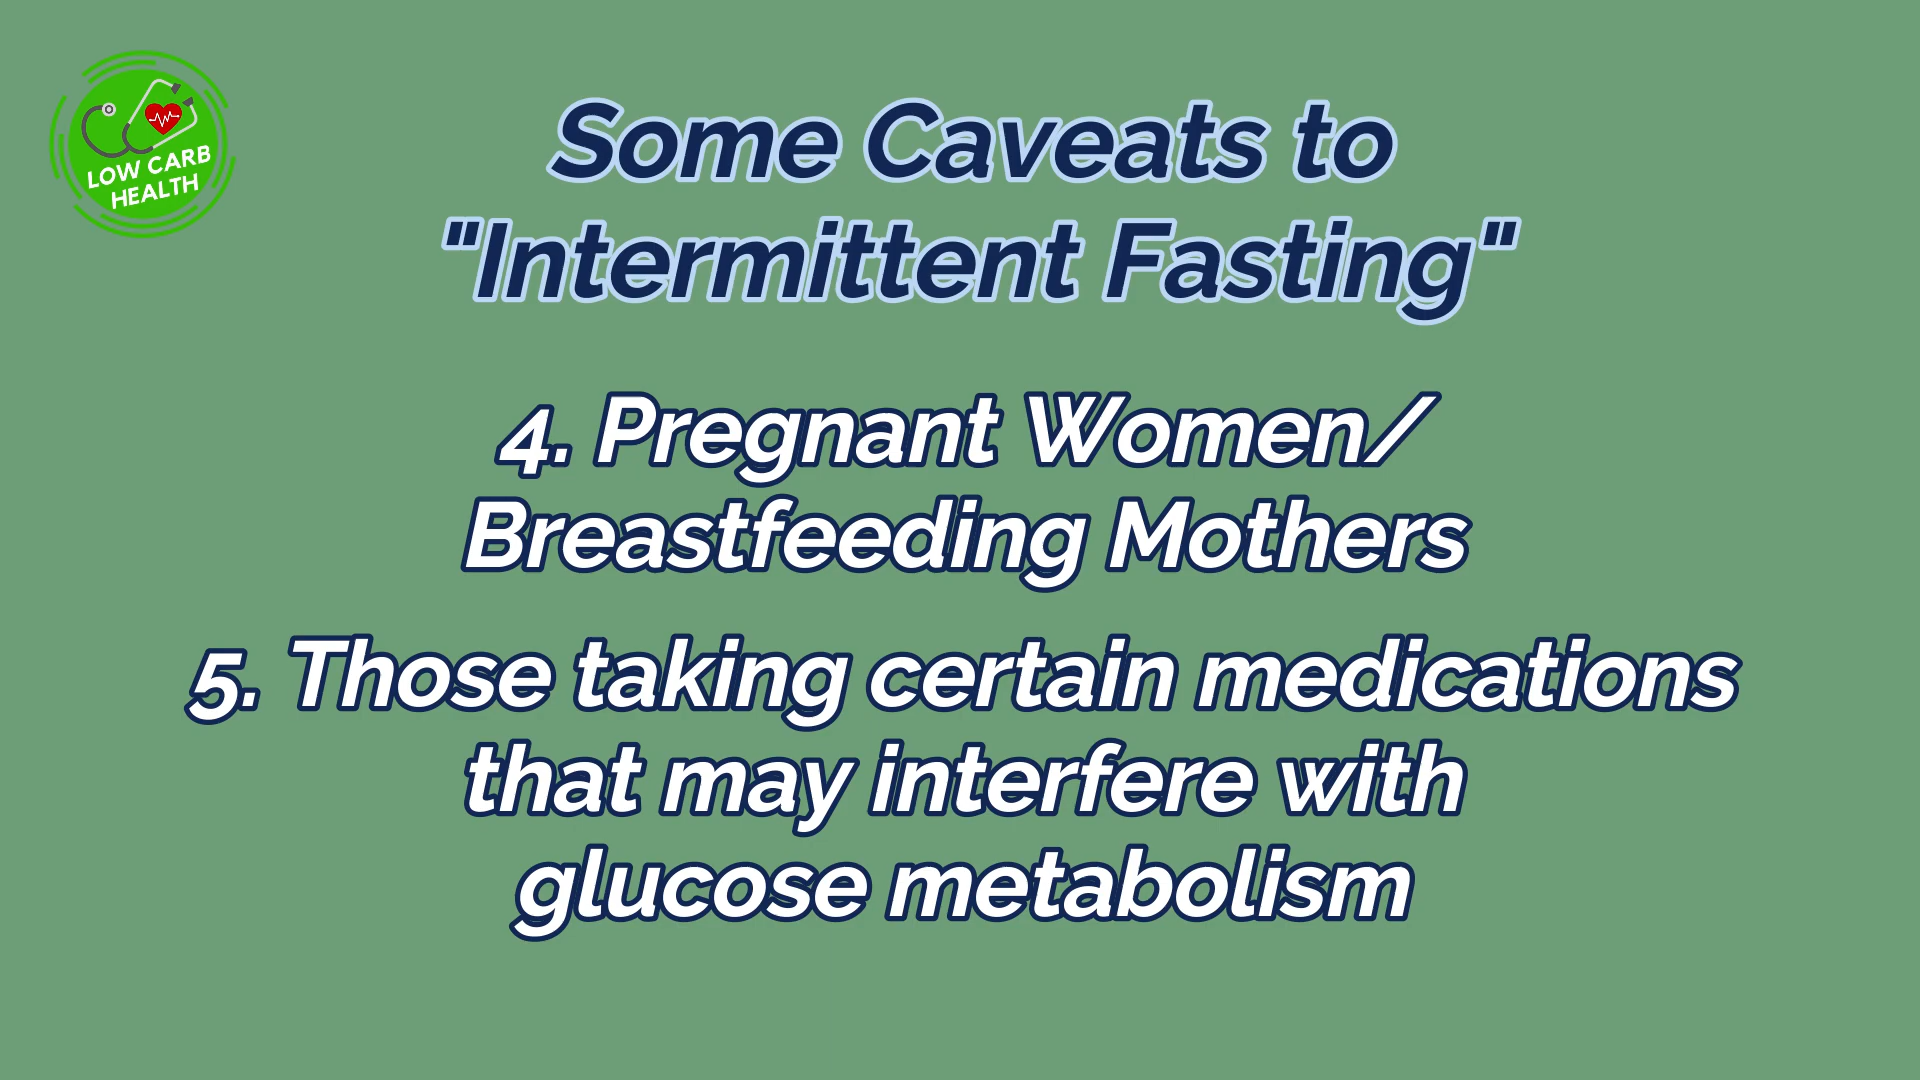 LOW CARB
HEALTH
Some Caveats to
"Intermittent Fasting"
4. Pregnant Women/
Breastfeeding Mothers
5. Those taking certain medications
that may interfere with
glucose metabolism